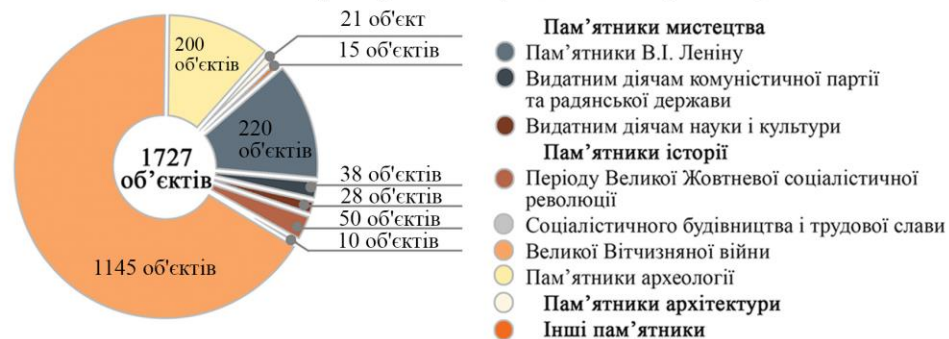 21 об'єкт
200 об'єктів
15 об'єктів
220 об'єктів
1727 об’єктів
38 об'єктів
28 об'єктів
50 об'єктів
10 об'єктів
1145 об'єктів
Пам’ятники мистецтва
Пам’ятники В.І. Леніну
Видатним діячам комуністичної партії
та радянської держави
Видатним діячам науки і культури
Пам’ятники історії
Періоду Великої Жовтневої соціалістичної
революції
Соціалістичного будівництва і трудової слави
Великої Вітчизняної війни
Пам’ятники археології
Пам’ятники архітектури
Інші пам’ятники